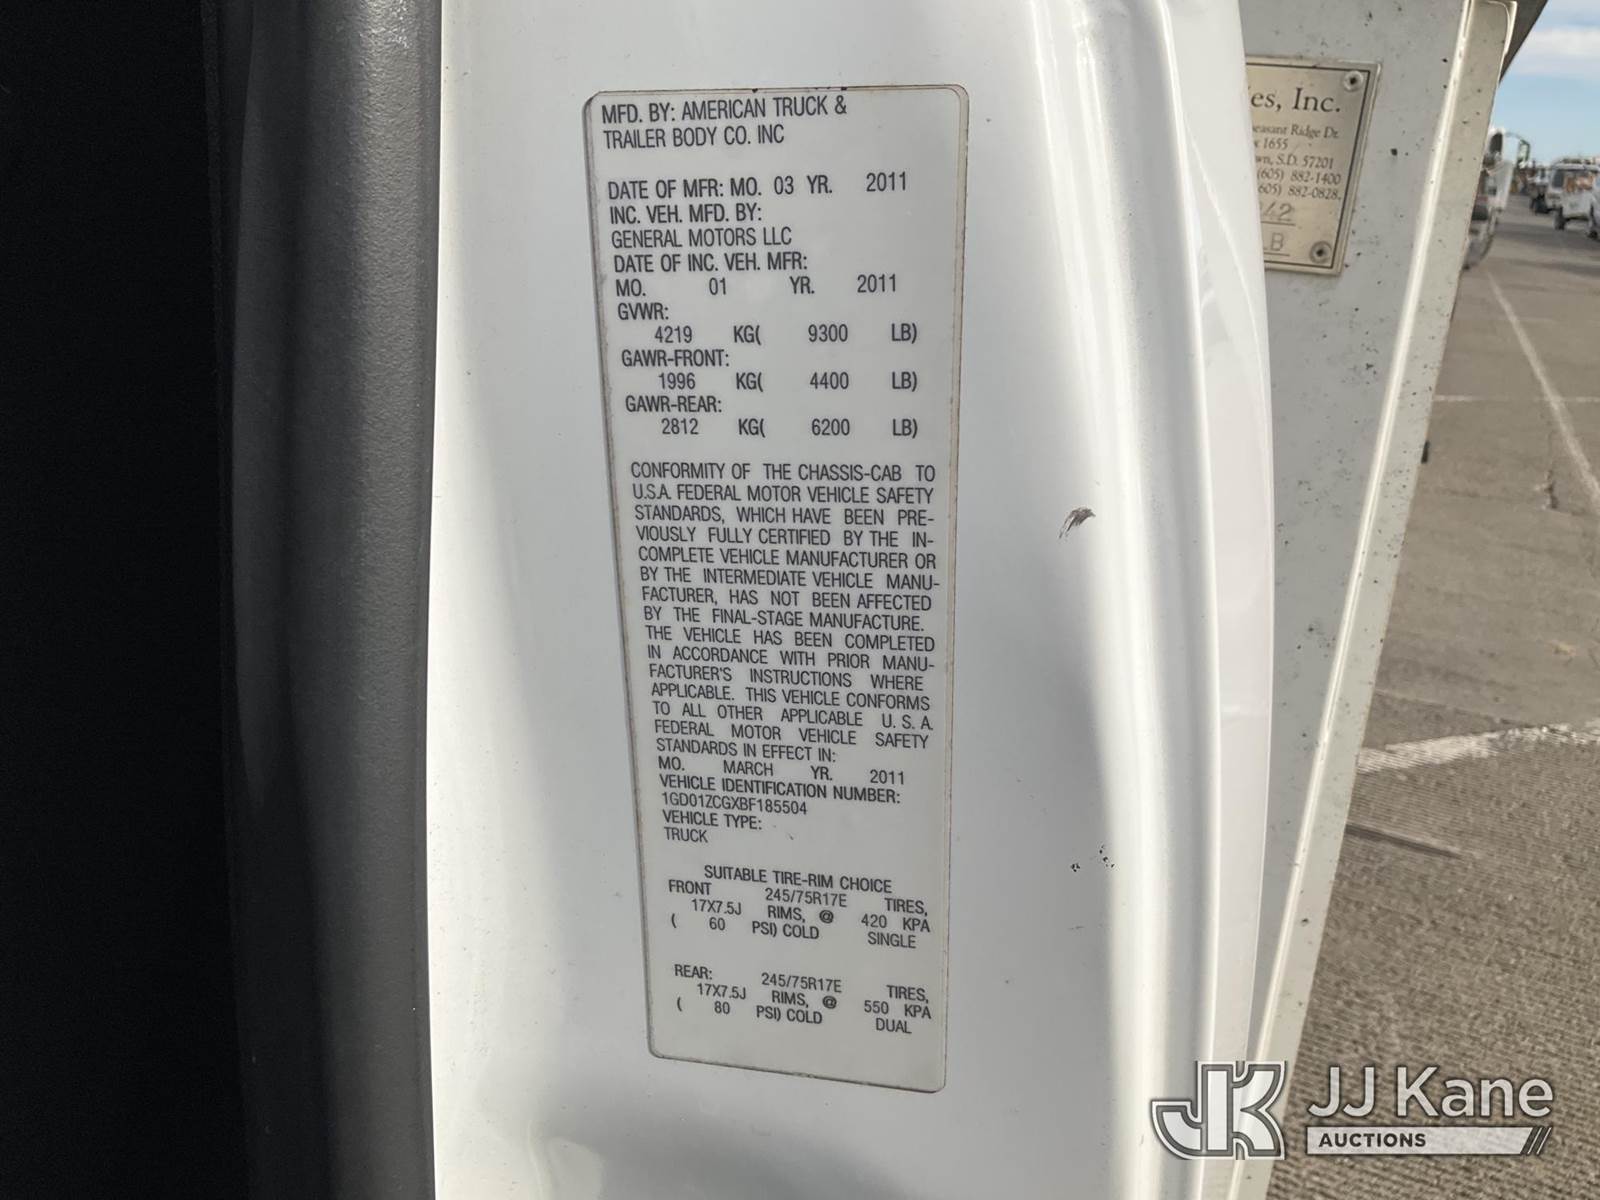 MFD. BY: AMERICAN TRUCK &
TRAILER BODY CO. INC
DATE OF MFR: MO. 03 YR. 2011
INC. VEH. MFD. BY:
GENERAL MOTORS LLC
DATE OF INC. VEH. MFR:
MO. 01 YR. 2011
GVWR:
4219 KG( 9300 LB)
GAWR-FRONT:
1996 KG( 4400 LB)
GAWR-REAR:
2812 KG( 6200 LB)
CONFORMITY OF THE CHASSIS-CAB TO
U.S.A. FEDERAL MOTOR VEHICLE SAFETY
STANDARDS, WHICH HAVE BEEN PRE-
VIOUSLY FULLY CERTIFIED BY THE IN-
COMPLETE VEHICLE MANUFACTURER OR
BY THE INTERMEDIATE VEHICLE MANU-
FACTURER, HAS NOT BEEN AFFECTED
BY THE FINAL-STAGE MANUFACTURE.
THE VEHICLE HAS BEEN COMPLETED
IN ACCORDANCE WITH PRIOR MANU-
FACTURER'S INSTRUCTIONS WHERE
APPLICABLE. THIS VEHICLE CONFORMS
TO ALL OTHER APPLICABLE U. S. A.
FEDERAL MOTOR VEHICLE SAFETY
STANDARDS IN EFFECT IN:
MO. MARCH YR. 2011
VEHICLE IDENTIFICATION NUMBER:
1GD01ZCGXBF185504
VEHICLE TYPE:
TRUCK
SUITABLE TIRE-RIM CHOICE
FRONT 245/75R17E TIRES,
17X7.5J RIMS, @ 420 KPA
( 60 PSI) COLD SINGLE
REAR: 245/75R17E TIRES,
17X7.5J RIMS, @ 550 KPA
( 80 PSI) COLD DUAL
es, Inc.
easant Ridge Dr.
x 1655
wn, S.D. 57201
(605) 882-1400
605) 882-0828
LB
JJ Kane
AUCTIONS